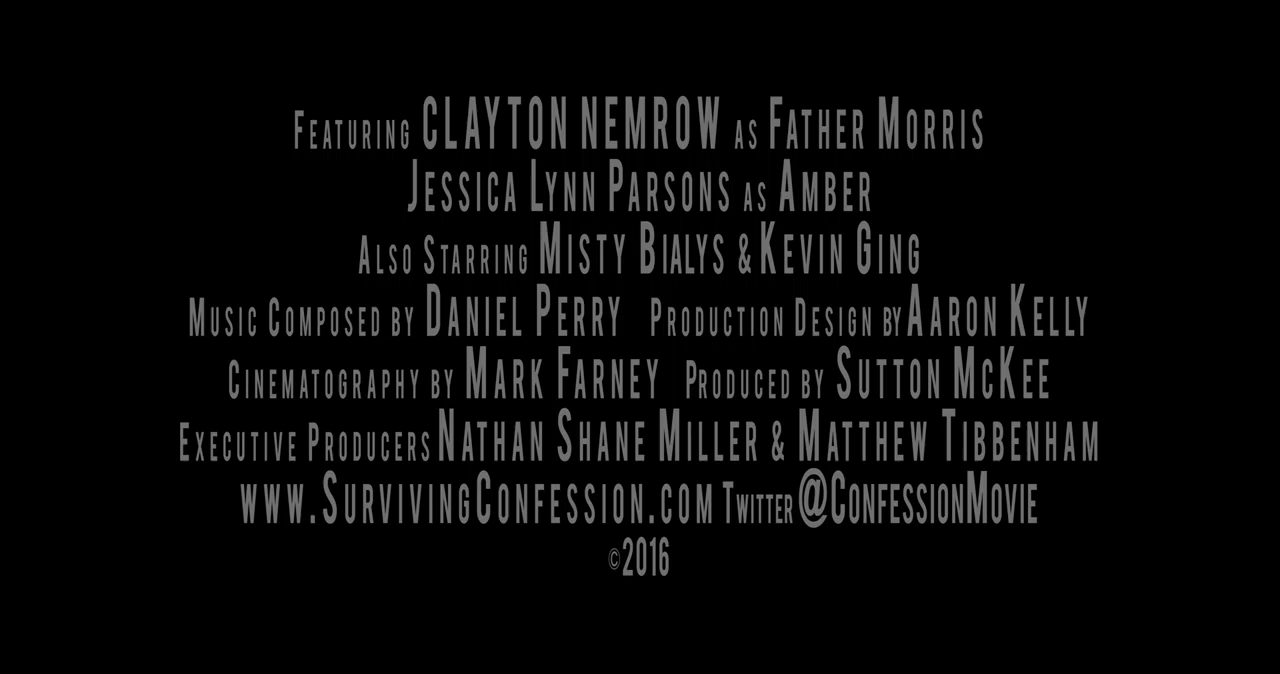 Featuring CLAYTON NEMROW as Father Morris
Jessica Lynn Parsons as Amber
Also Starring Misty Bialys & Kevin Ging
Music Composed by Daniel Perry Production Design by Aaron Kelly
Cinematography by Mark Farney Produced by Sutton McKee
Executive Producers Nathan Shane Miller & Matthew Tibbenham
www.SurvivingConfession.com Twitter @ConfessionMovie
©2016